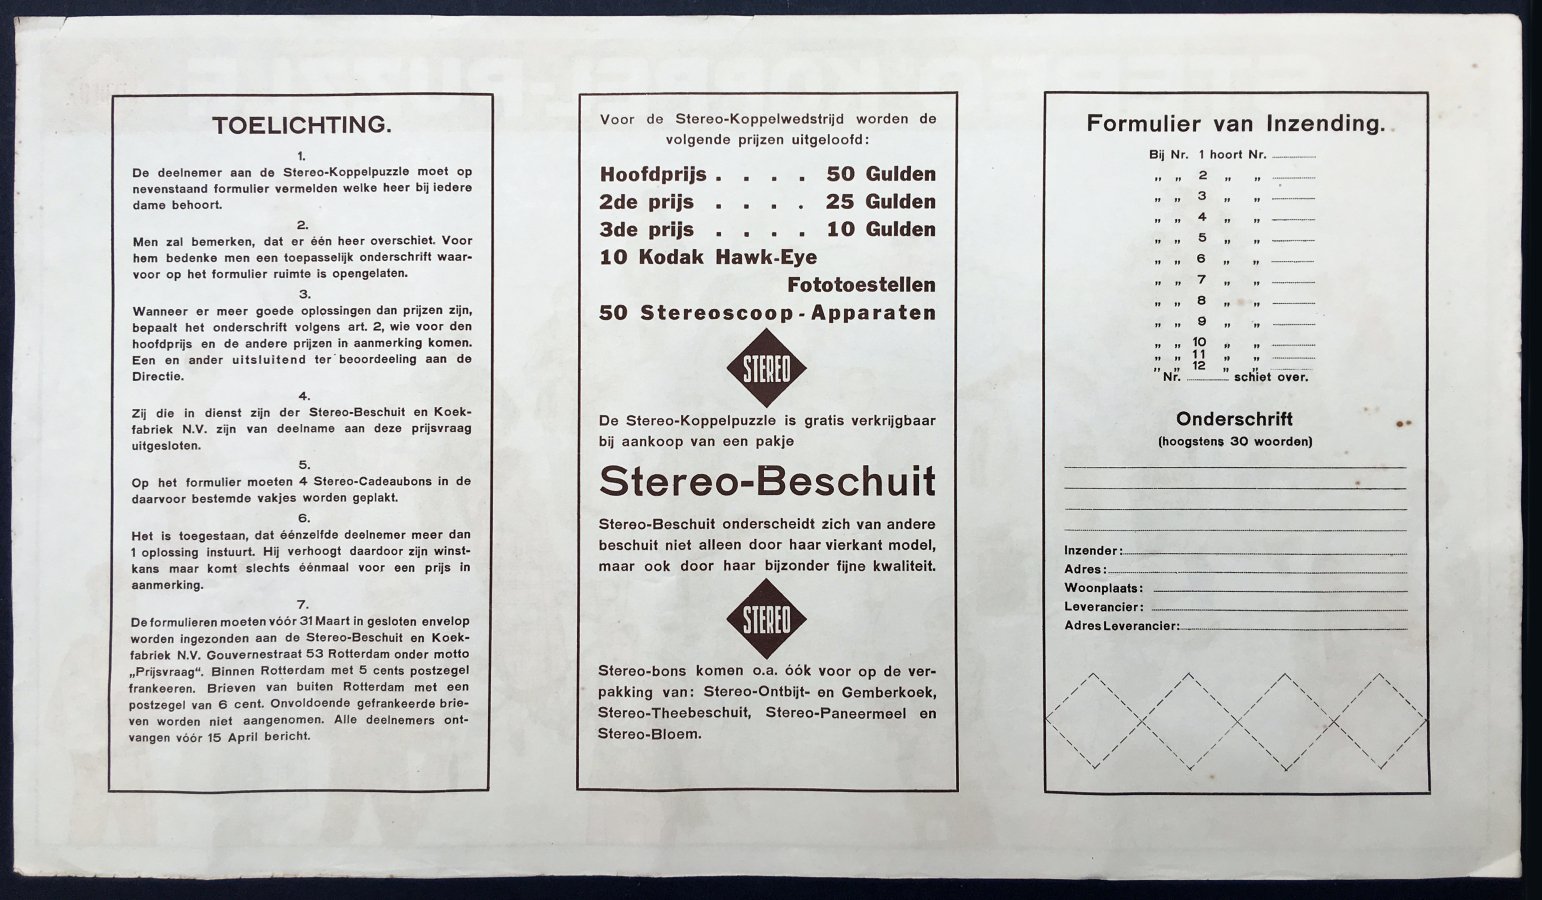 TOELICHTING.
1.
De deelnemer aan de Stereo-Koppelpuzzle moet op
nevenstaand formulier vermelden welke heer bij iedere
dame behoort.
2.
Men zal bemerken, dat er één heer overschiet. Voor
hem bedenke men een toepasselijk onderschrift waar-
voor op het formulier ruimte is opengelaten.
3.
Wanneer er meer goede oplossingen dan prijzen zijn,
bepaalt het onderschrift volgens art. 2, wie voor den
hoofdprijs en de andere prijzen in aanmerking komen.
Een en ander uitsluitend ter beoordeeling aan de
Directie.
4.
Zij die in dienst zijn der Stereo-Beschuit en Koek-
fabriek N.V. zijn van deelname aan deze prijsvraag
uitgesloten.
5.
Op het formulier moeten 4 Stereo-Cadeaubons in de
daarvoor bestemde vakjes worden geplakt.
6.
Het is toegestaan, dat éénzelfde deelnemer meer dan
1 oplossing instuurt. Hij verhoogt daardoor zijn winst-
kans maar komt slechts éénmaal voor een prijs in
aanmerking.
7.
De formulieren moeten vóór 31 Maart in gesloten envelop
worden ingezonden aan de Stereo-Beschuit en Koek-
fabriek N.V. Gouvernestraat 53 Rotterdam onder motto
„Prijsvraag“. Binnen Rotterdam met 5 cents postzegel
frankeeren. Brieven van buiten Rotterdam met een
postzegel van 6 cent. Onvoldoende gefrankeerde brie-
ven worden niet aangenomen. Alle deelnemers ont-
vangen vóór 15 April bericht.
Voor de Stereo-Koppelwedstrijd worden de
volgende prijzen uitgeloofd:
Hoofdprijs . . . . 50 Gulden
2de prijs . . . . 25 Gulden
3de prijs . . . . 10 Gulden
10 Kodak Hawk-Eye
Fototoestellen
50 Stereoscoop-Apparaten
STEREO
De Stereo-Koppelpuzzle is gratis verkrijgbaar
bij aankoop van een pakje
Stereo-Beschuit
Stereo-Beschuit onderscheidt zich van andere
beschuit niet alleen door haar vierkant model,
maar ook door haar bijzonder fijne kwaliteit.
STEREO
Stereo-bons komen o.a. óók voor op de ver-
pakking van: Stereo-Ontbijt- en Gemberkoek,
Stereo-Theebeschuit, Stereo-Paneermeel en
Stereo-Bloem.
Formulier van Inzending.
Bij Nr. 1 hoort Nr.
„ „ 2 „ „
„ „ 3 „ „
„ „ 4 „ „
„ „ 5 „ „
„ „ 6 „ „
„ „ 7 „ „
„ „ 8 „ „
„ „ 9 „ „
„ „ 10 „ „
„ „ 11 „ „
„ „ 12 „ „
Nr. schiet over.
Onderschrift
(hoogstens 30 woorden)
Inzender:
Adres:
Woonplaats:
Leverancier:
Adres Leverancier: